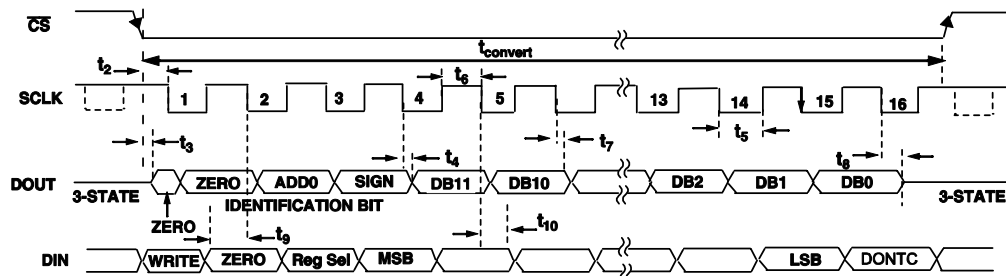 CS
tconvert
t2
t6
SCLK
1 2 3 4 5 13 14 15 16
t3
t4
t7
t5
t8
DOUT
3-STATE
ZERO ADD0 SIGN DB11 DB10 DB2 DB1 DB0
3-STATE
IDENTIFICATION BIT
ZERO
t9
t10
DIN
WRITE ZERO Reg Sel MSB LSB DONTC